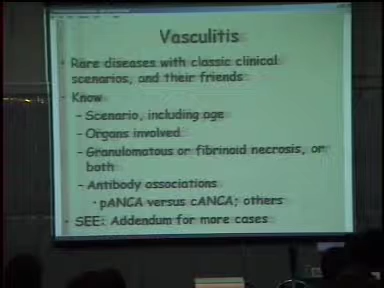 Vasculitis
• Rare diseases with classic clinical
scenarios, and their friends
• Know
- Scenario, including age
- Organs involved
- Granulomatous or fibrinoid necrosis, or
both
- Antibody associations
• pANCA versus cANCA; others
• SEE: Addendum for more cases